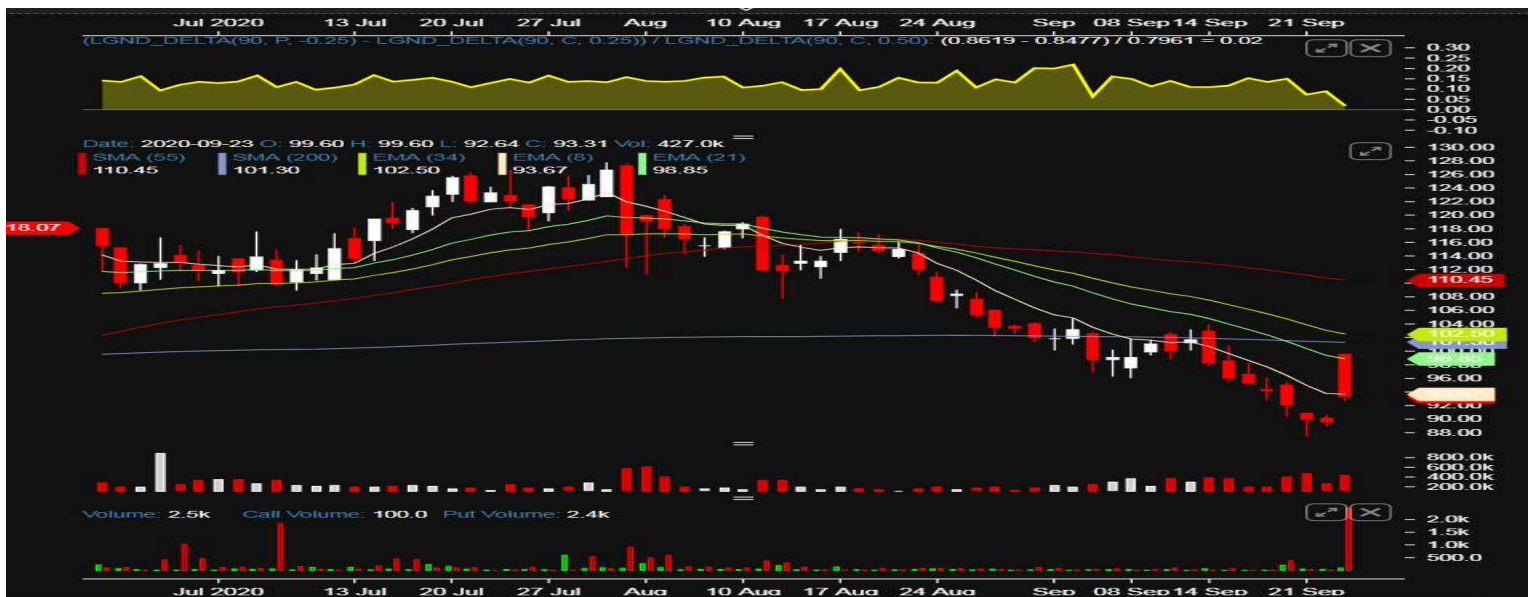 Jul 2020 13 Jul 20 Jul 27 Jul Aug 10 Aug 17 Aug 24 Aug Sep 08 Sep 14 Sep 21 Sep
(LGND_DELTA(90, P, -0.25) - LGND_DELTA(90, C, 0.25)) / LGND_DELTA(90, C, 0.50): (0.8619 - 0.8477) / 0.7961 = 0.02
0.30
0.25
0.20
0.15
0.10
0.05
0.00
-0.05
-0.10
Date: 2020-09-23 O: 99.60 H: 99.60 L: 92.64 C: 93.31 Vol: 427.0k
SMA (55) SMA (200) EMA (34) EMA (8) EMA (21)
110.45 101.30 102.50 93.67 98.85
130.00
128.00
126.00
124.00
122.00
120.00
118.00
18.07
116.00
114.00
112.00
110.45
108.00
106.00
104.00
102.50
98.85
96.00
92.00
90.00
88.00
800.0k
600.0k
400.0k
200.0k
Volume: 2.5k Call Volume: 100.0 Put Volume: 2.4k
2.0k
1.5k
1.0k
500.0
Jul 2020 13 Jul 20 Jul 27 Jul Aug 10 Aug 17 Aug 24 Aug Sep 08 Sep 14 Sep 21 Sep